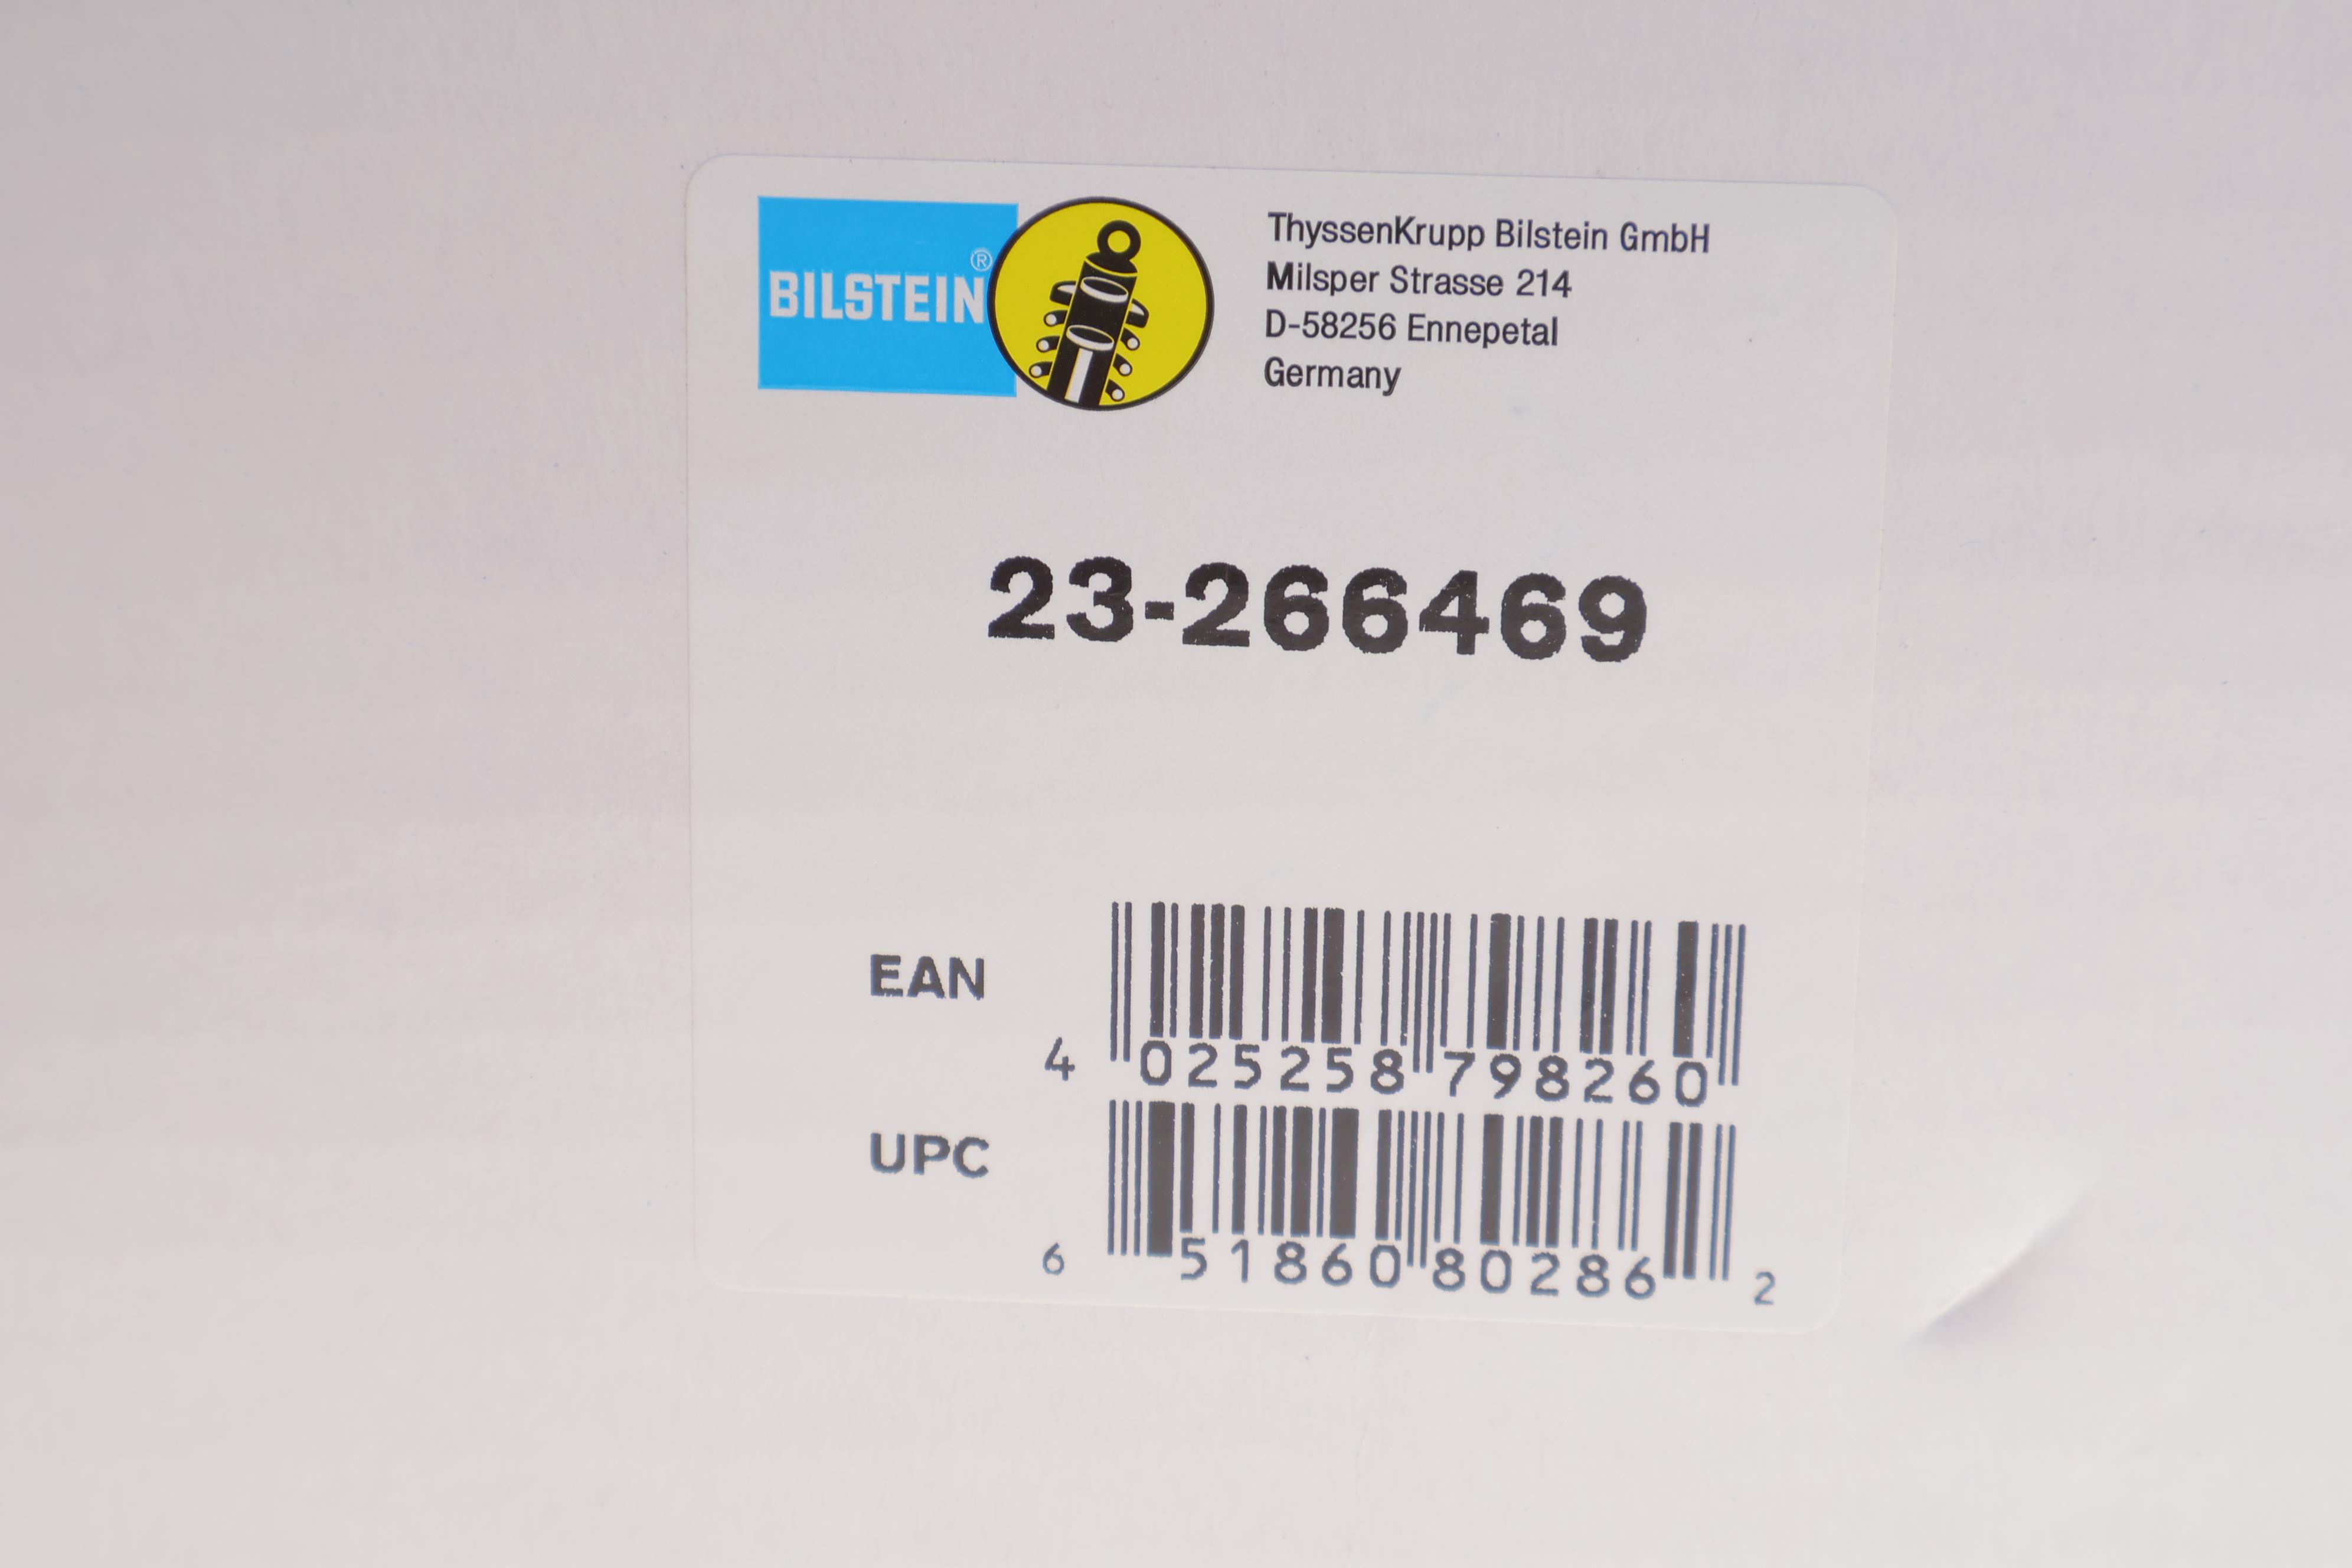 BILSTEIN®
ThyssenKrupp Bilstein GmbH
Milsper Strasse 214
D-58256 Ennepetal
Germany
23-266469
EAN
4 025258 798260
UPC
6 51860 80286 2